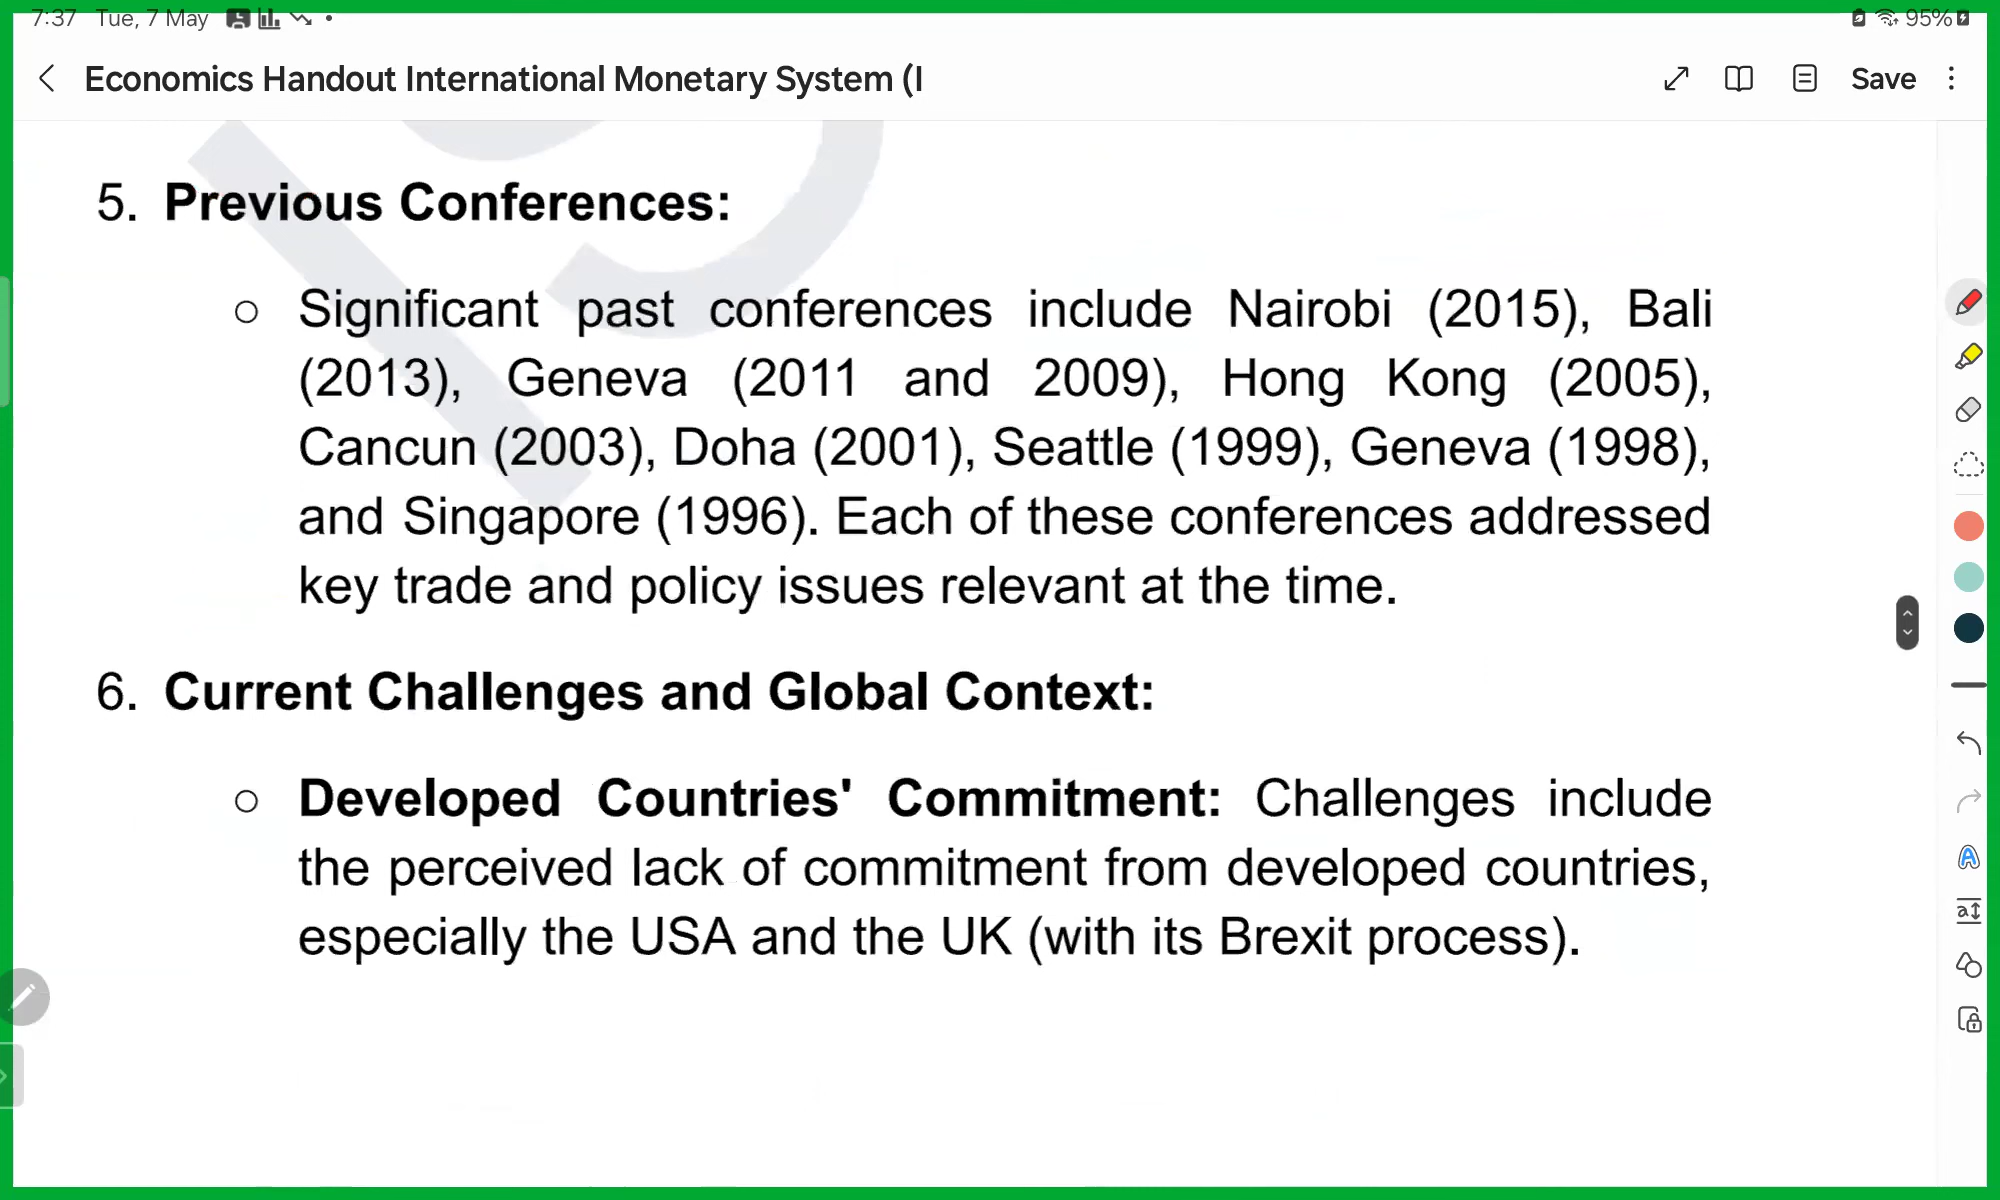 7:37 Tue, 7 May 95%
Economics Handout International Monetary System (I
Save
5. Previous Conferences:
Significant past conferences include Nairobi (2015), Bali
(2013), Geneva (2011 and 2009), Hong Kong (2005),
Cancun (2003), Doha (2001), Seattle (1999), Geneva (1998),
and Singapore (1996). Each of these conferences addressed
key trade and policy issues relevant at the time.
6. Current Challenges and Global Context:
Developed Countries' Commitment: Challenges include
the perceived lack of commitment from developed countries,
especially the USA and the UK (with its Brexit process).